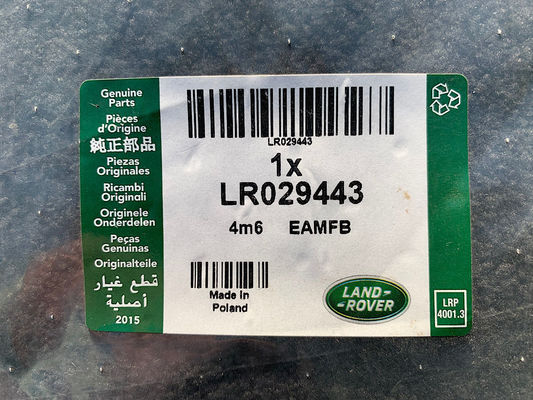 Genuine
Parts
Pièces
d'Origine
純正部品
Piezas
Originales
Ricambi
Originali
Originele
Onderdelen
Peças
Genuinas
Originalteile
قطع غيار
أصلية
2015
LR029443
1x
LR029443
4m6 EAMFB
Made in
Poland
LAND-
-ROVER
LRP
4001.3